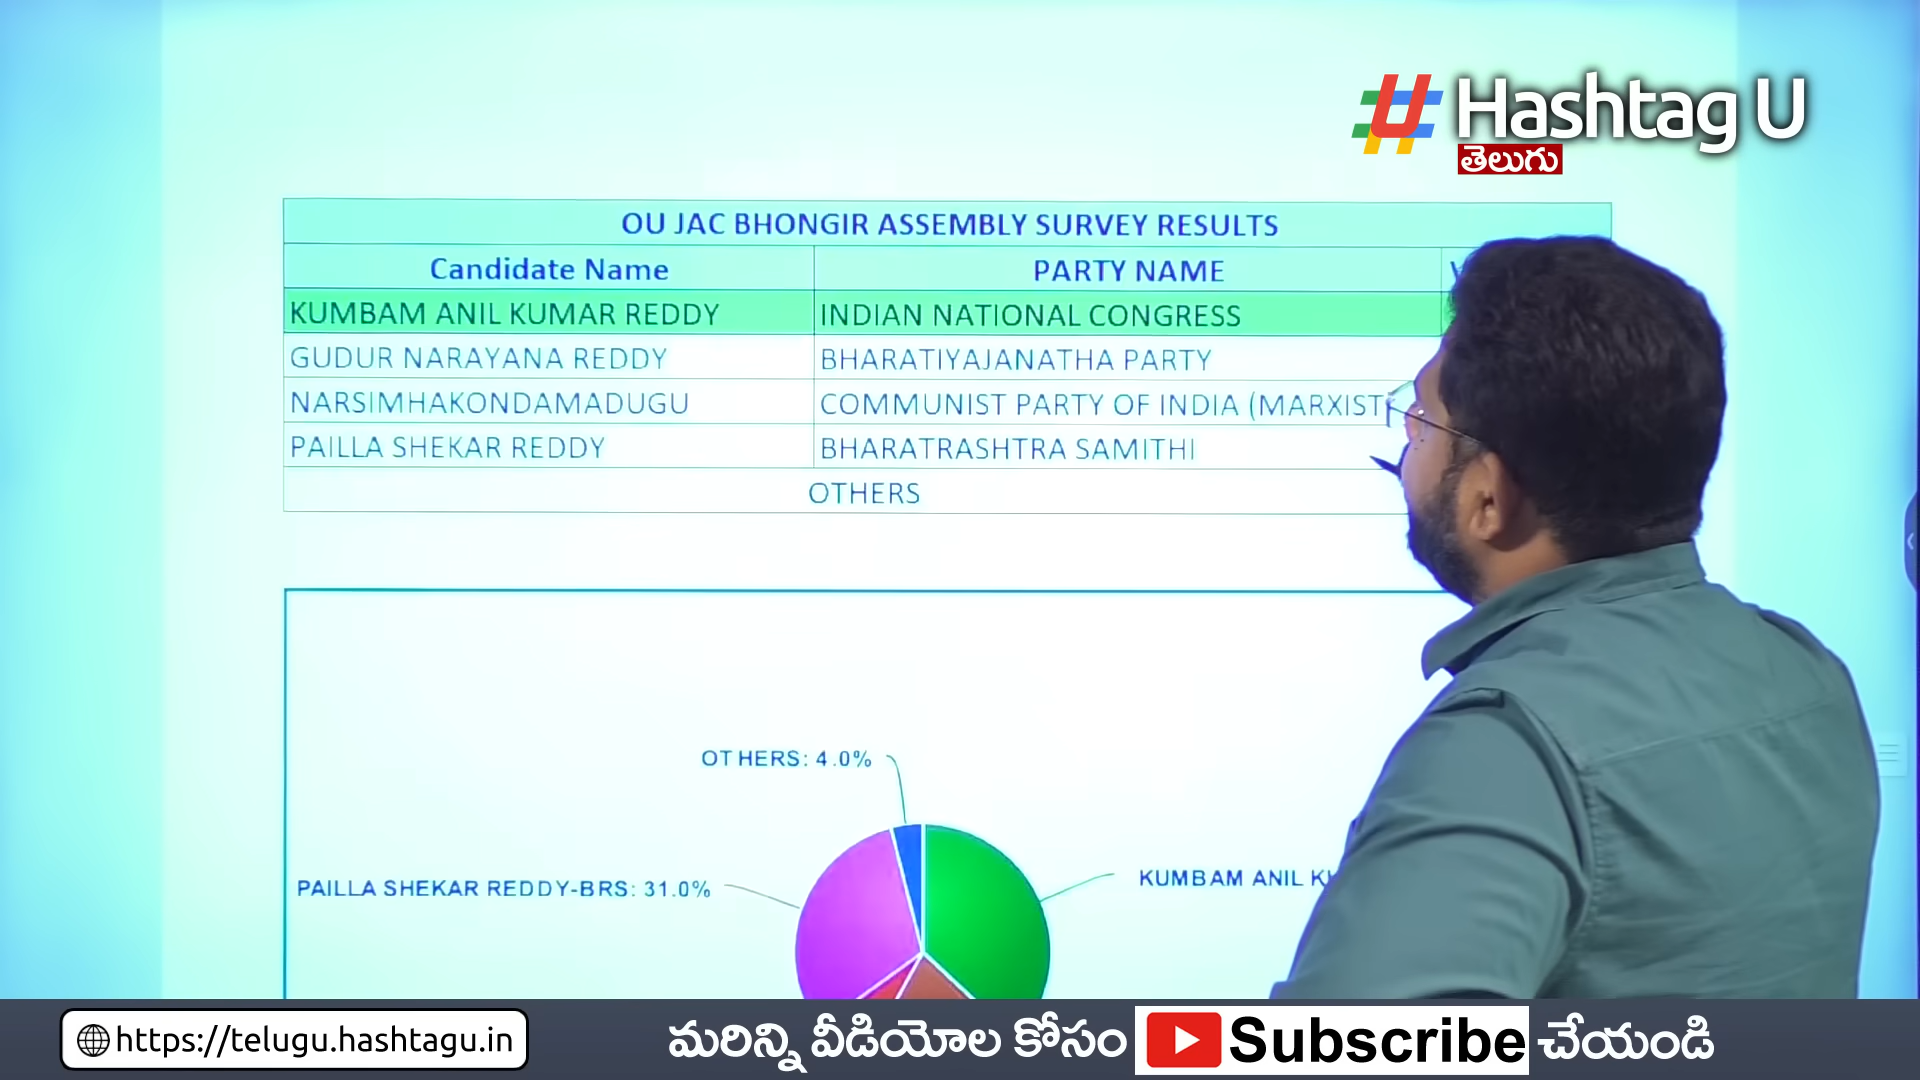 Hashtag U
తెలుగు
OU JAC BHONGIR ASSEMBLY SURVEY RESULTS
Candidate Name PARTY NAME
KUMBAM ANIL KUMAR REDDY INDIAN NATIONAL CONGRESS
GUDUR NARAYANA REDDY BHARATIYAJANATHA PARTY
NARSIMHAKONDAMADUGU COMMUNIST PARTY OF INDIA (MARXIST)
PAILLA SHEKAR REDDY BHARATRASHTRA SAMITHI
OTHERS
OTHERS: 4.0%
PAILLA SHEKAR REDDY-BRS: 31.0%
KUMBAM ANIL
https://telugu.hashtagu.in
మరిన్ని వీడియోల కోసం Subscribe చేయండి